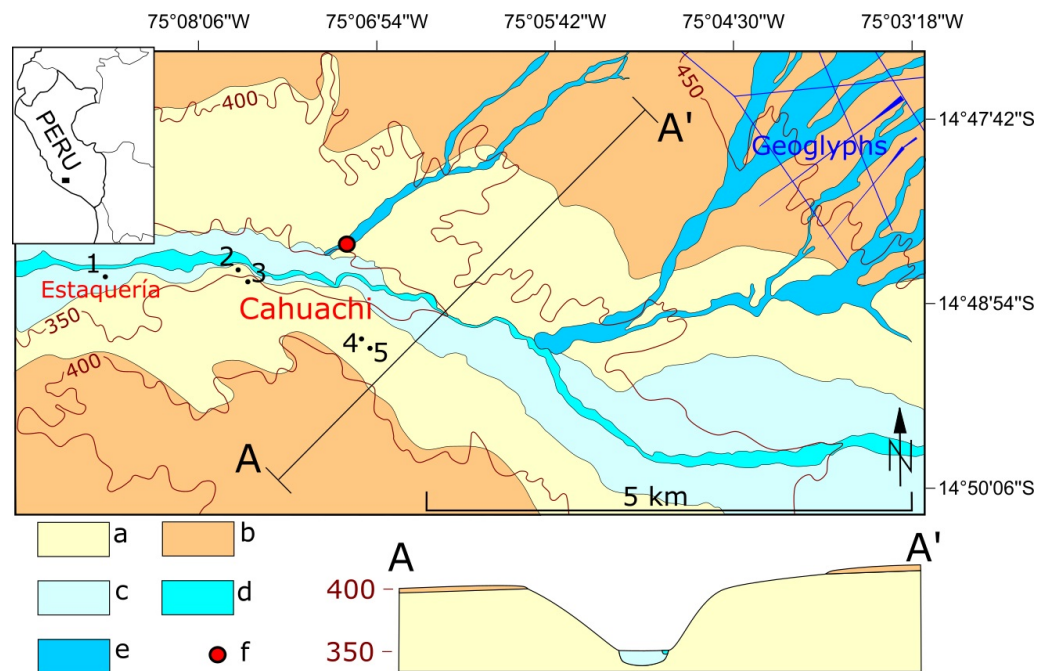 75°08'06"W 75°06'54"W 75°05'42"W 75°04'30"W 75°03'18"W
PERU
400
450
A'
14°47'42"S
Geoglyphs
1
2
3
Estaquería
Cahuachi
14°48'54"S
350
4
5
400
A
N
14°50'06"S
5 km
a
b
c
d
e
f
A
A'
400
350